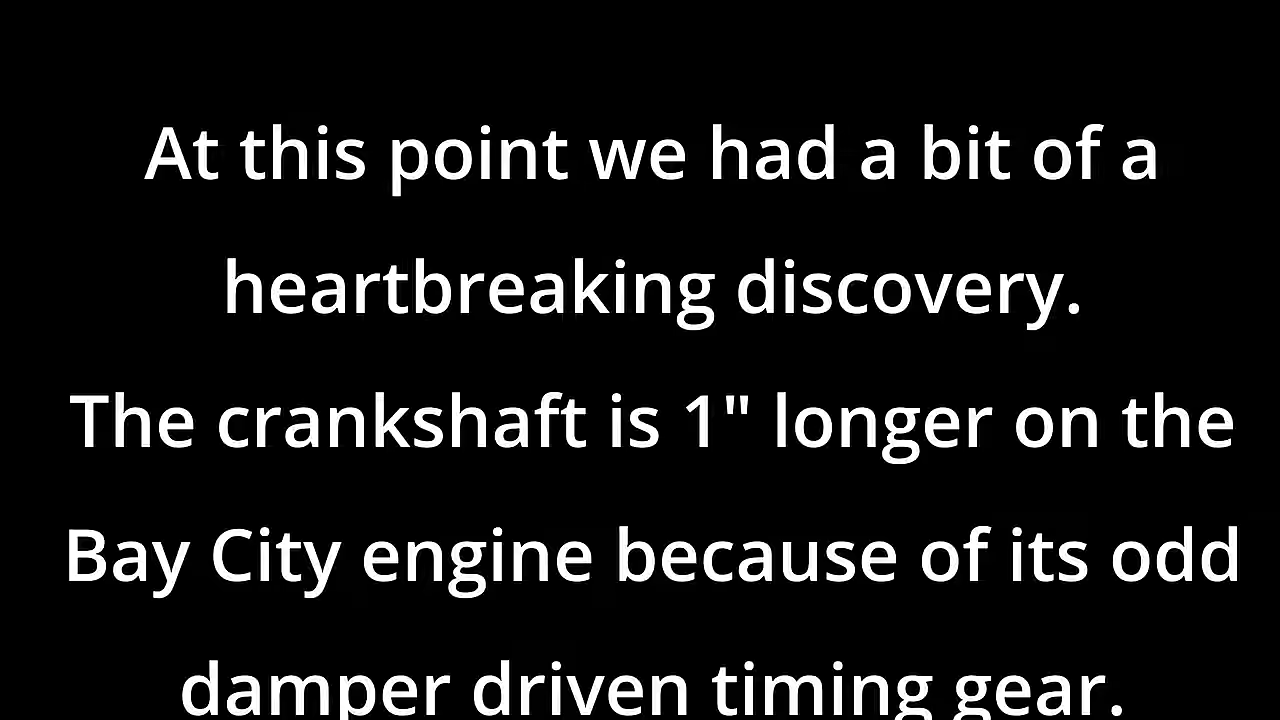 At this point we had a bit of a
heartbreaking discovery.
The crankshaft is 1" longer on the
Bay City engine because of its odd
damper driven timing gear.